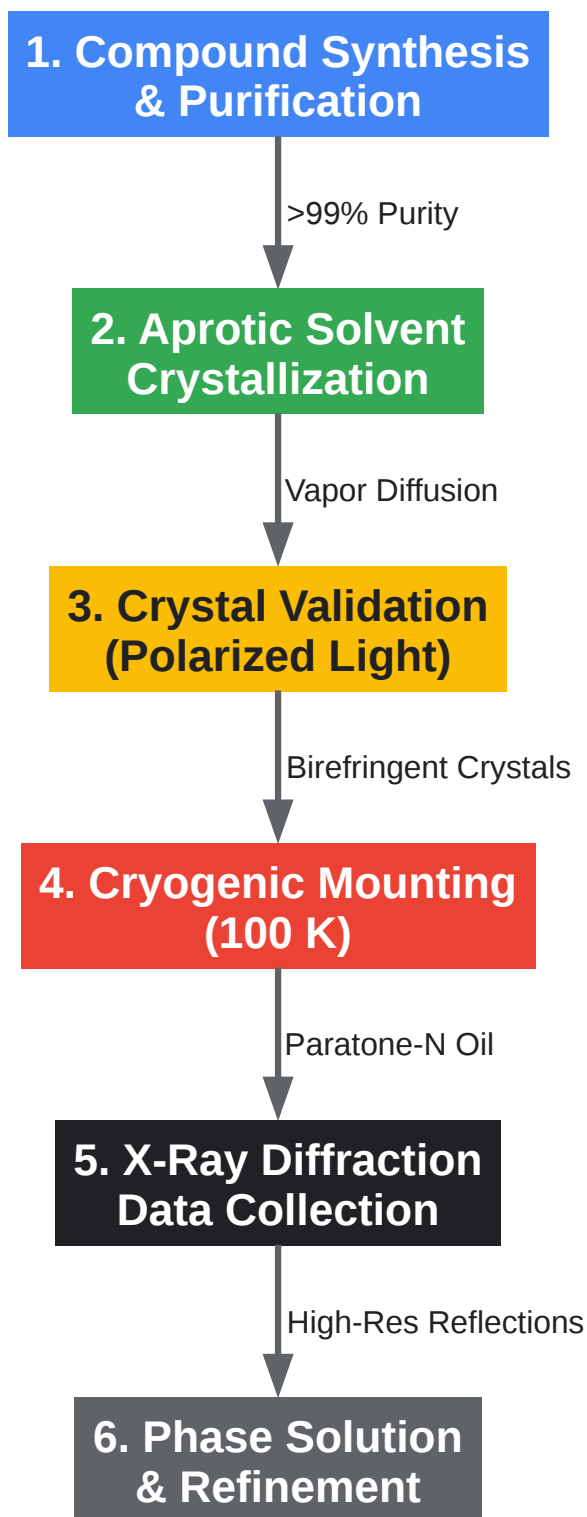 1. Compound Synthesis
& Purification
>99% Purity
2. Aprotic Solvent
Crystallization
Vapor Diffusion
3. Crystal Validation
(Polarized Light)
Birefringent Crystals
4. Cryogenic Mounting
(100 K)
Paratone-N Oil
5. X-Ray Diffraction
Data Collection
High-Res Reflections
6. Phase Solution
& Refinement